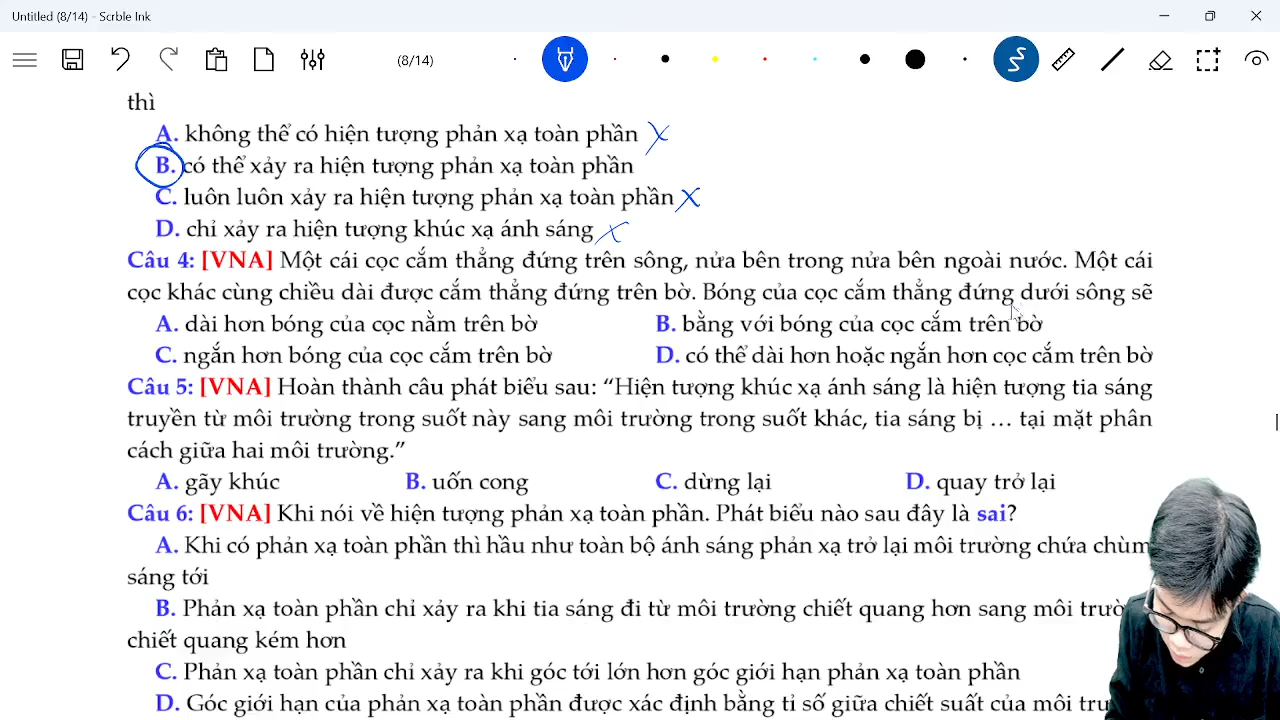 Untitled (8/14) - Scrble Ink
(8/14)
thì
A. không thể có hiện tượng phản xạ toàn phần
B. có thể xảy ra hiện tượng phản xạ toàn phần
C. luôn luôn xảy ra hiện tượng phản xạ toàn phần
D. chỉ xảy ra hiện tượng khúc xạ ánh sáng
Câu 4: [VNA] Một cái cọc cắm thẳng đứng trên sông, nửa bên trong nửa bên ngoài nước. Một cái
cọc khác cùng chiều dài được cắm thẳng đứng trên bờ. Bóng của cọc cắm thẳng đứng dưới sông sẽ
A. dài hơn bóng của cọc nằm trên bờ B. bằng với bóng của cọc cắm trên bờ
C. ngắn hơn bóng của cọc cắm trên bờ D. có thể dài hơn hoặc ngắn hơn cọc cắm trên bờ
Câu 5: [VNA] Hoàn thành câu phát biểu sau: “Hiện tượng khúc xạ ánh sáng là hiện tượng tia sáng
truyền từ môi trường trong suốt này sang môi trường trong suốt khác, tia sáng bị … tại mặt phân
cách giữa hai môi trường.”
A. gãy khúc B. uốn cong C. dừng lại D. quay trở lại
Câu 6: [VNA] Khi nói về hiện tượng phản xạ toàn phần. Phát biểu nào sau đây là sai?
A. Khi có phản xạ toàn phần thì hầu như toàn bộ ánh sáng phản xạ trở lại môi trường chứa chùm
sáng tới
B. Phản xạ toàn phần chỉ xảy ra khi tia sáng đi từ môi trường chiết quang hơn sang môi
chiết quang kém hơn
C. Phản xạ toàn phần chỉ xảy ra khi góc tới lớn hơn góc giới hạn phản xạ toàn phần
D. Góc giới hạn của phản xạ toàn phần được xác định bằng tỉ số giữa chiết suất của môi